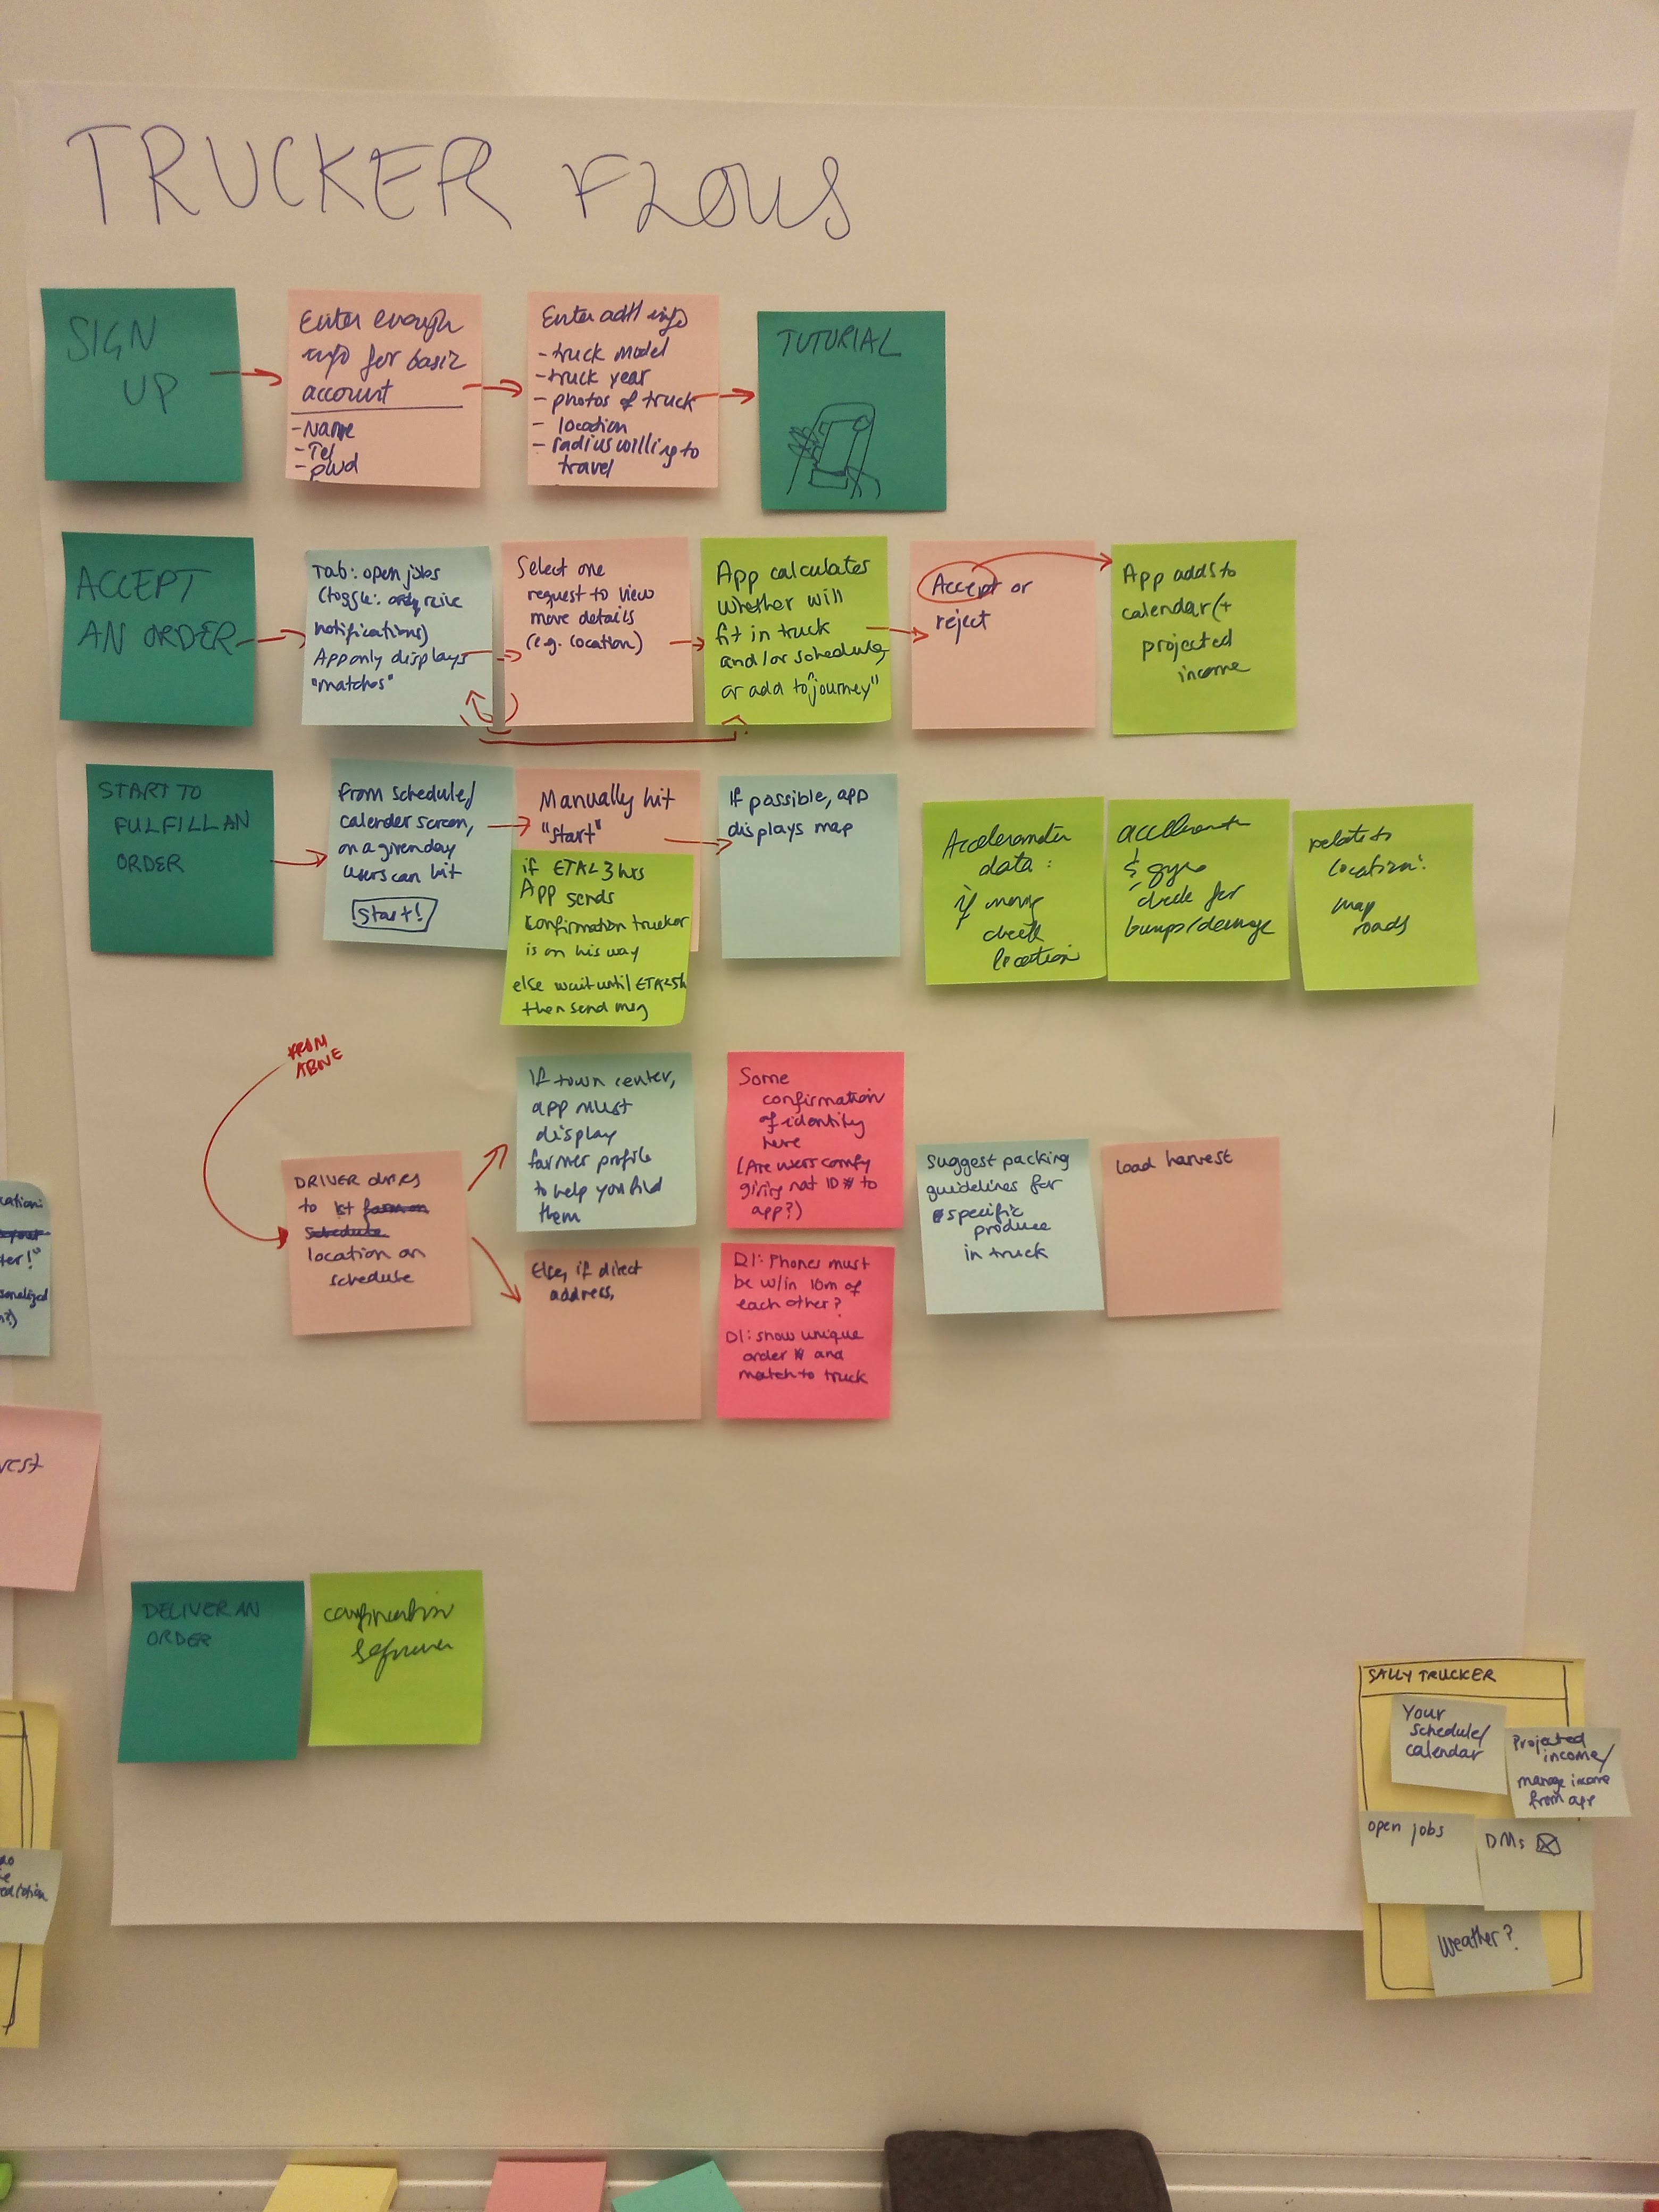 TRUCKER FLOWS
SIGN
UP
Enter enough
info for basic
account
- Name
- Tel
- pwd
Enter add'l info
- truck model
- truck year
- photos of truck
- location
- radius willing to
travel
TUTORIAL
ACCEPT
AN ORDER
Tab: open jobs
(toggle:
notifications)
App only displays
"matches"
Select one
request to view
more details
(e.g. location)
App calculates
whether will
fit in truck
and/or schedule,
or add to "journey"
Accept or
reject
App adds to
calendar (+
projected
income
START TO
FULFILL AN
ORDER
From schedule/
calender screen,
on a given day
users can hit
Start!
Manually hit
"start"
if ETA < 3 hrs
App sends
confirmation trucker
is on his way
else wait until ETA
then send msg
If possible, app
displays map
Accelerometer
data:
if moving
check
location
& gyro
check for
bumps/damage
relate to
location:
map
roads
FROM
ABOVE
DRIVER drives
to 1st farm on
schedule
location on
schedule
If town center,
app must
display
farmer profile
to help you find
them
Else, if direct
address,
Some
confirmation
of identity
here
(Are users comfy
giving nat ID # to
app?)
D1: Phones must
be w/in 10m of
each other?
D1: show unique
order # and
match to truck
suggest packing
guidelines for
specific
produce
in truck
load harvest
DELIVER AN
ORDER
confirmation
SALLY TRUCKER
Your
schedule/
calendar
Projected
income/
manage income
from app
open jobs
DMs
Weather?